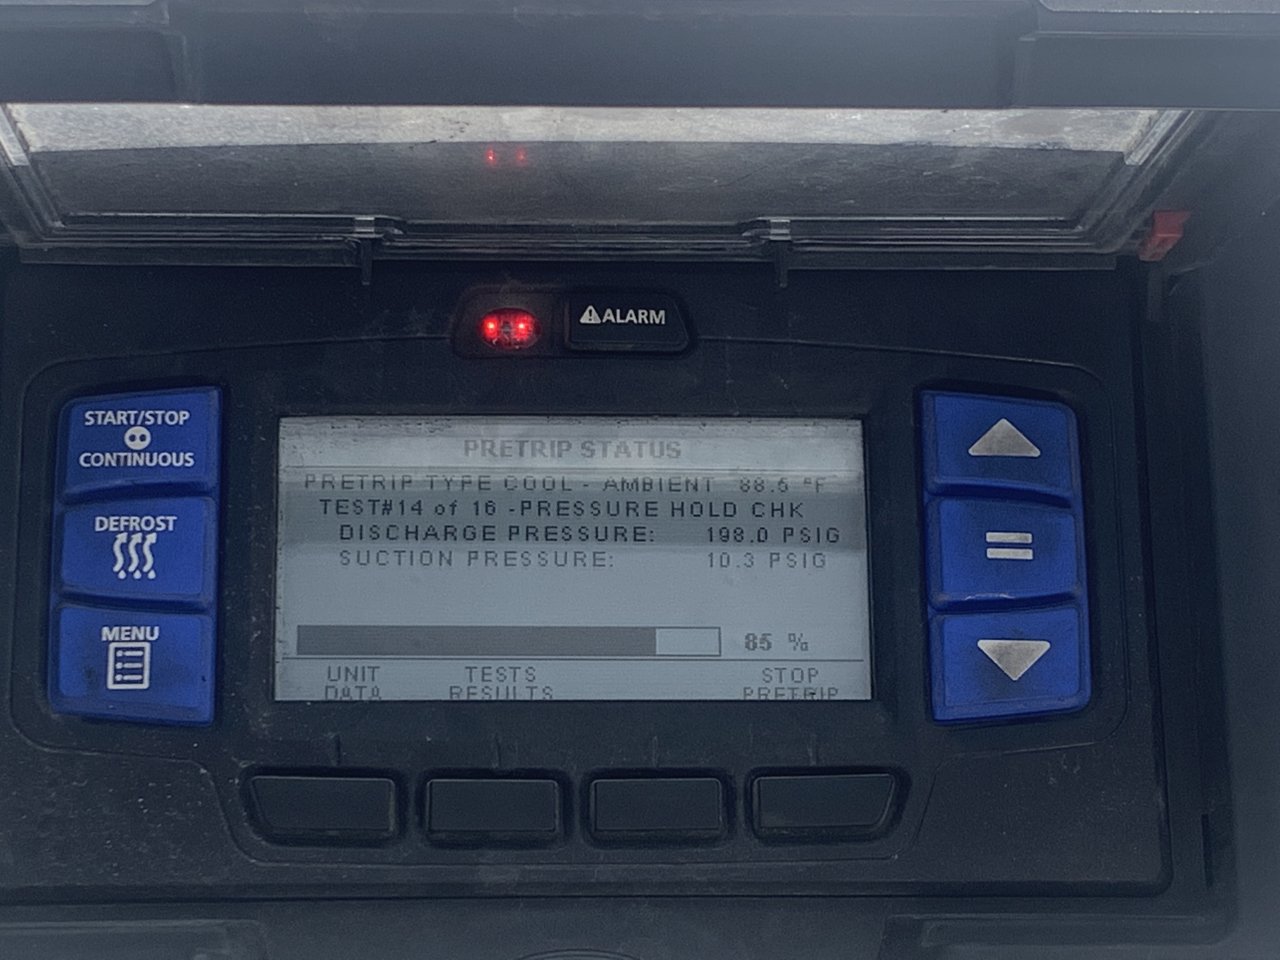 ALARM
START/STOP
CONTINUOUS
DEFROST
MENU
PRETRIP STATUS
PRETRIP TYPE COOL - AMBIENT 88.5 °F
TEST#14 of 16 -PRESSURE HOLD CHK
DISCHARGE PRESSURE: 198.0 PSIG
SUCTION PRESSURE: 10.3 PSIG
85 %
UNIT DATA
TESTS RESULTS
STOP PRETRIP